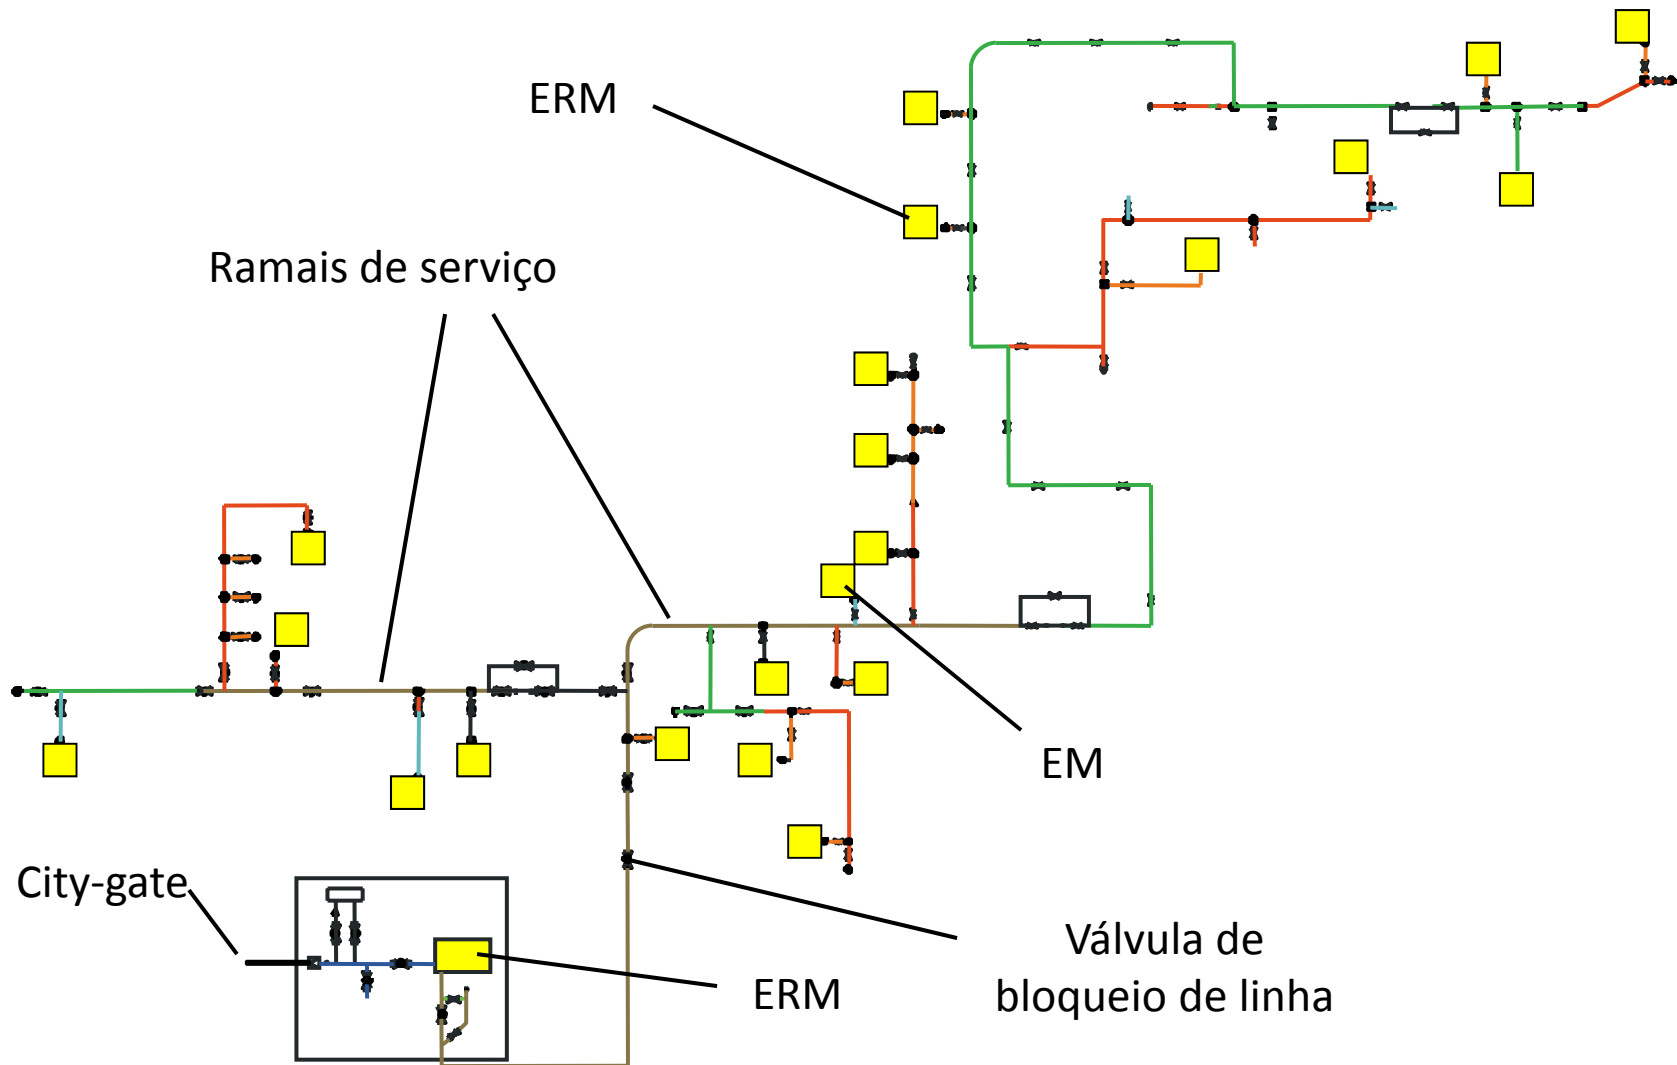 ERM
Ramais de serviço
EM
City-gate
Válvula de
bloqueio de linha
ERM